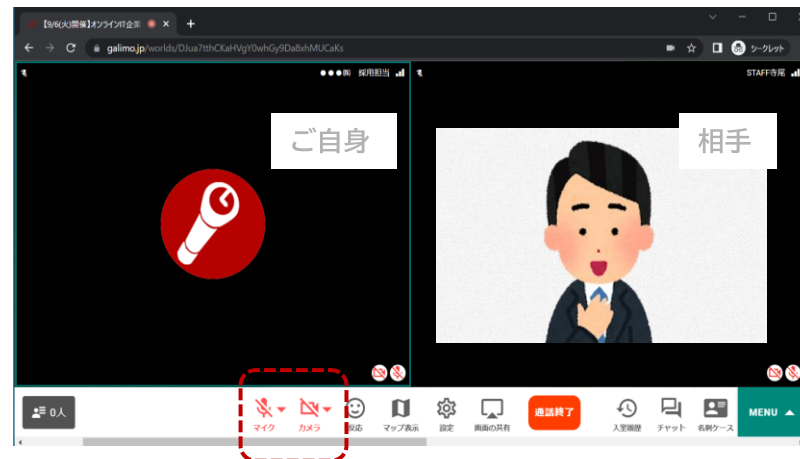 【9/6(火)開催】オンラインIT企業
galimo.jp/worlds/DJua7tthCKaHVgY0whGy9Da8xhMUCaKs
シークレット
●●●㈱ 採用担当
STAFF寺尾
ご自身
相手
0人
マイク
カメラ
反応
マップ表示
設定
画面の共有
通話終了
入室履歴
チャット
名刺ケース
MENU